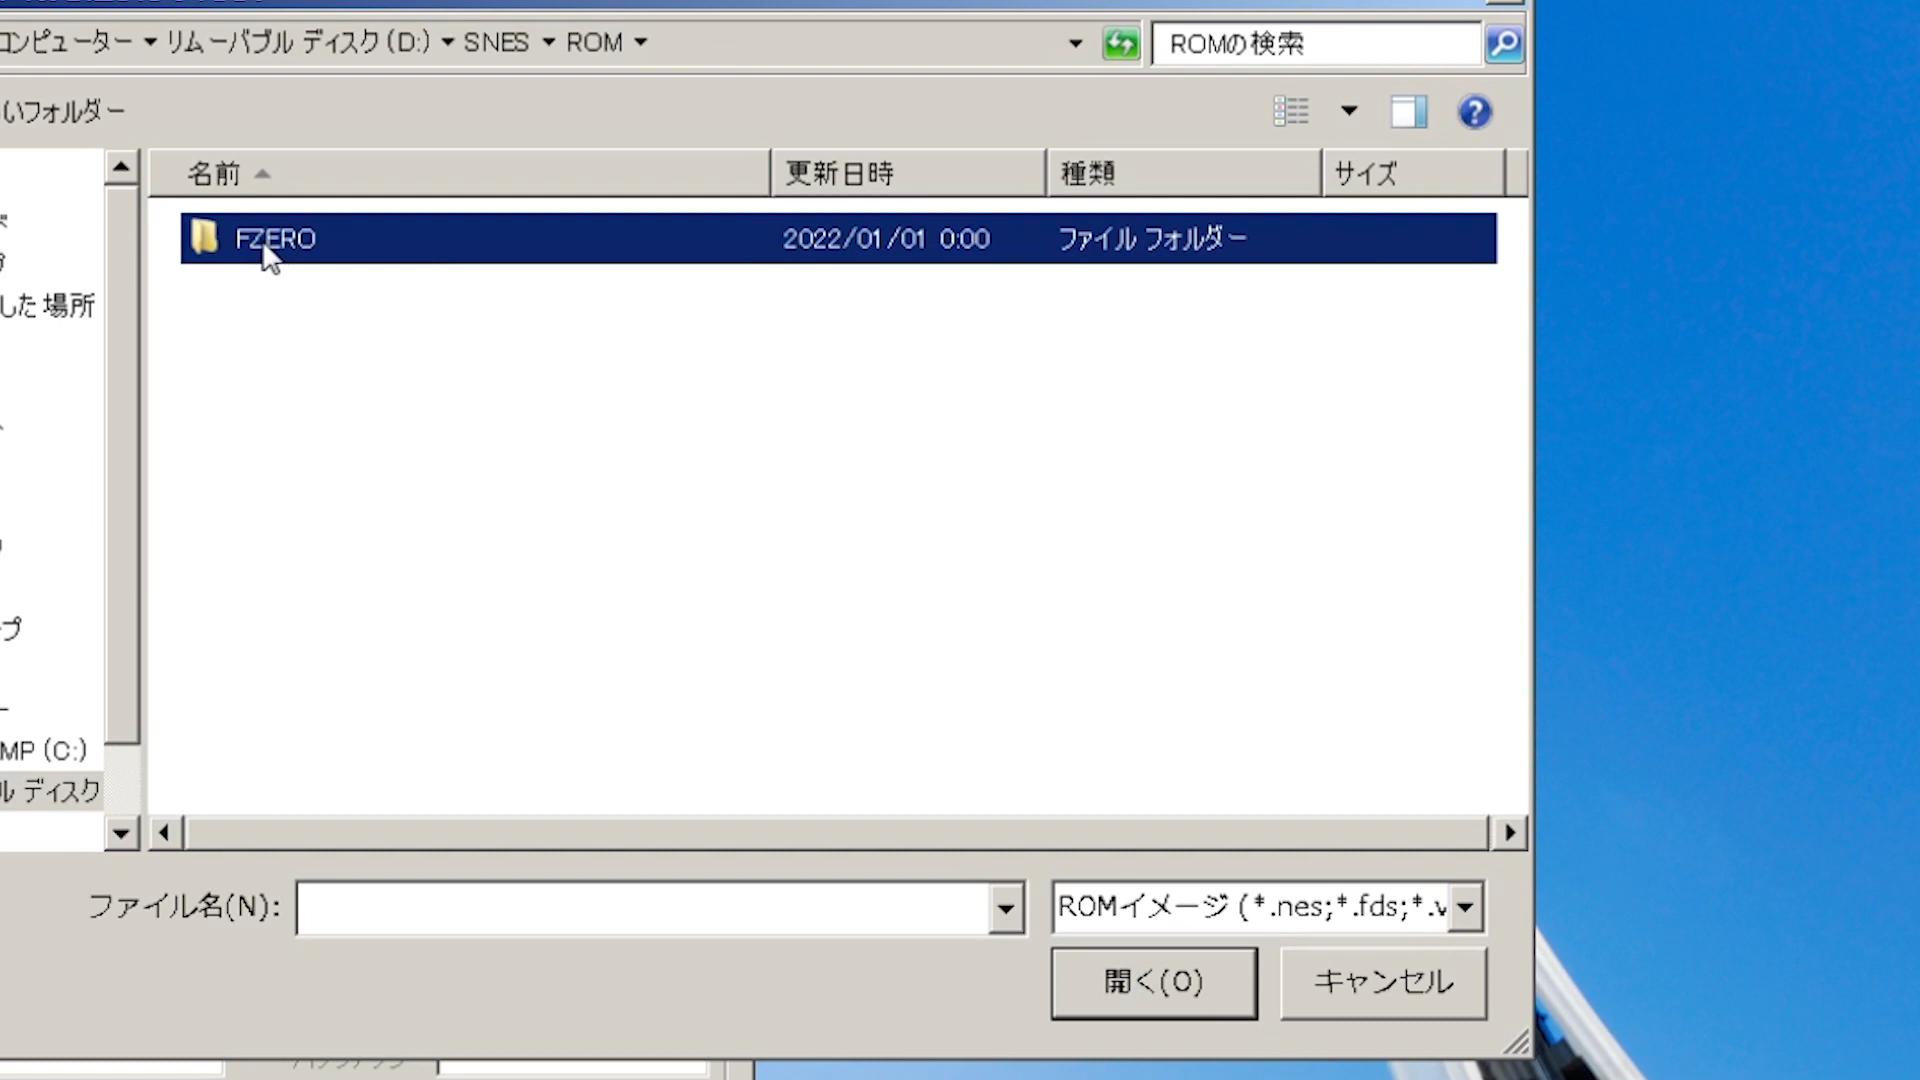 コンピューター ▾ リムーバブル ディスク (D:) ▾ SNES ▾ ROM ▾
ROMの検索
いフォルダー
名前 更新日時 種類 サイズ
FZERO 2022/01/01 0:00 ファイル フォルダー
した場所
プ
MP (C:)
ル ディスク
ファイル名(N):
ROMイメージ (*.nes;*.fds;*.v
開く(O) キャンセル